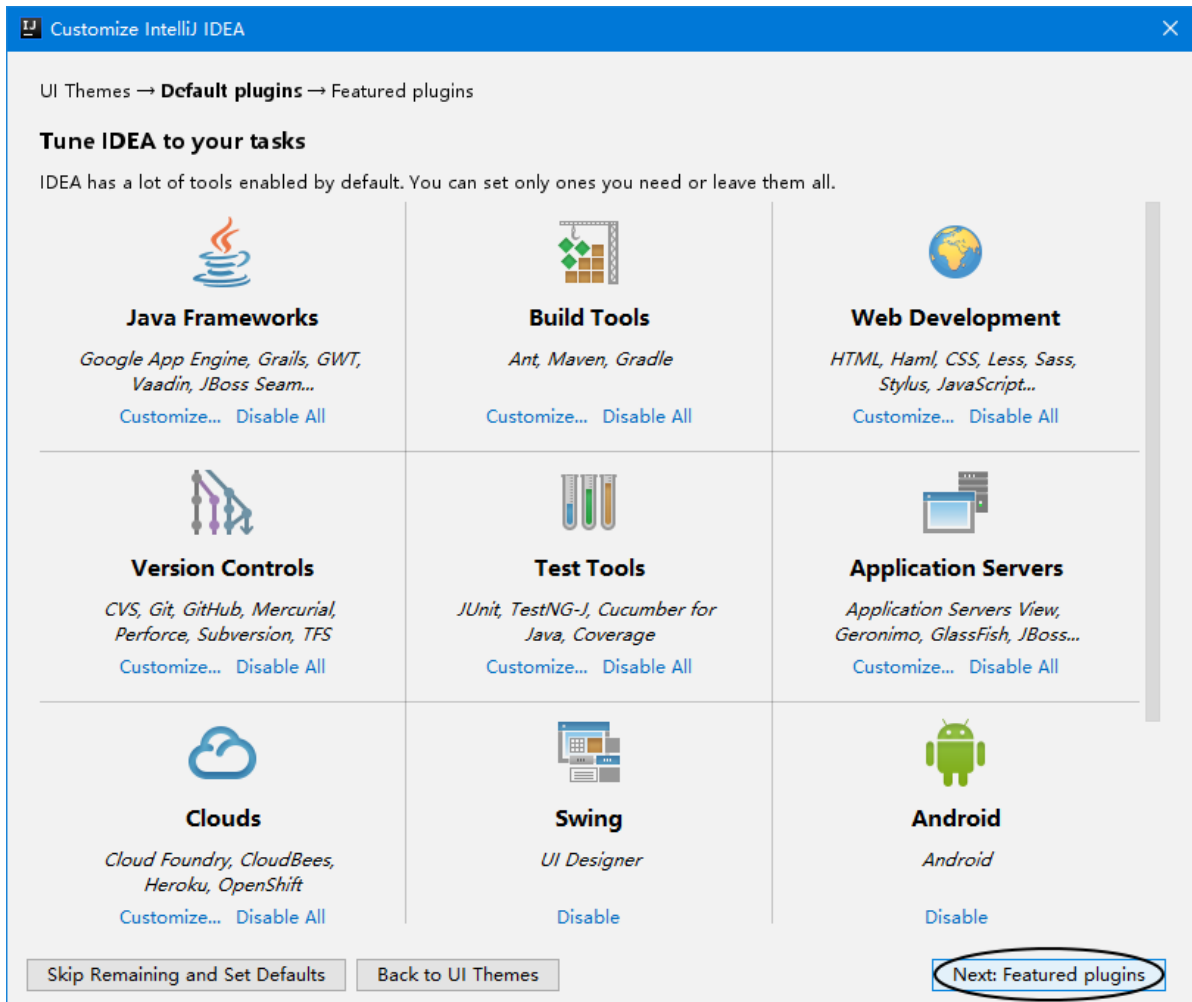 IJ Customize IntelliJ IDEA
UI Themes → Default plugins → Featured plugins
Tune IDEA to your tasks
IDEA has a lot of tools enabled by default. You can set only ones you need or leave them all.
Java Frameworks
Google App Engine, Grails, GWT,
Vaadin, JBoss Seam...
Customize... Disable All
Build Tools
Ant, Maven, Gradle
Customize... Disable All
Web Development
HTML, Haml, CSS, Less, Sass,
Stylus, JavaScript...
Customize... Disable All
Version Controls
CVS, Git, GitHub, Mercurial,
Perforce, Subversion, TFS
Customize... Disable All
Test Tools
JUnit, TestNG-J, Cucumber for
Java, Coverage
Customize... Disable All
Application Servers
Application Servers View,
Geronimo, GlassFish, JBoss...
Customize... Disable All
Clouds
Cloud Foundry, CloudBees,
Heroku, OpenShift
Customize... Disable All
Swing
UI Designer
Disable
Android
Android
Disable
Skip Remaining and Set Defaults
Back to UI Themes
Next: Featured plugins